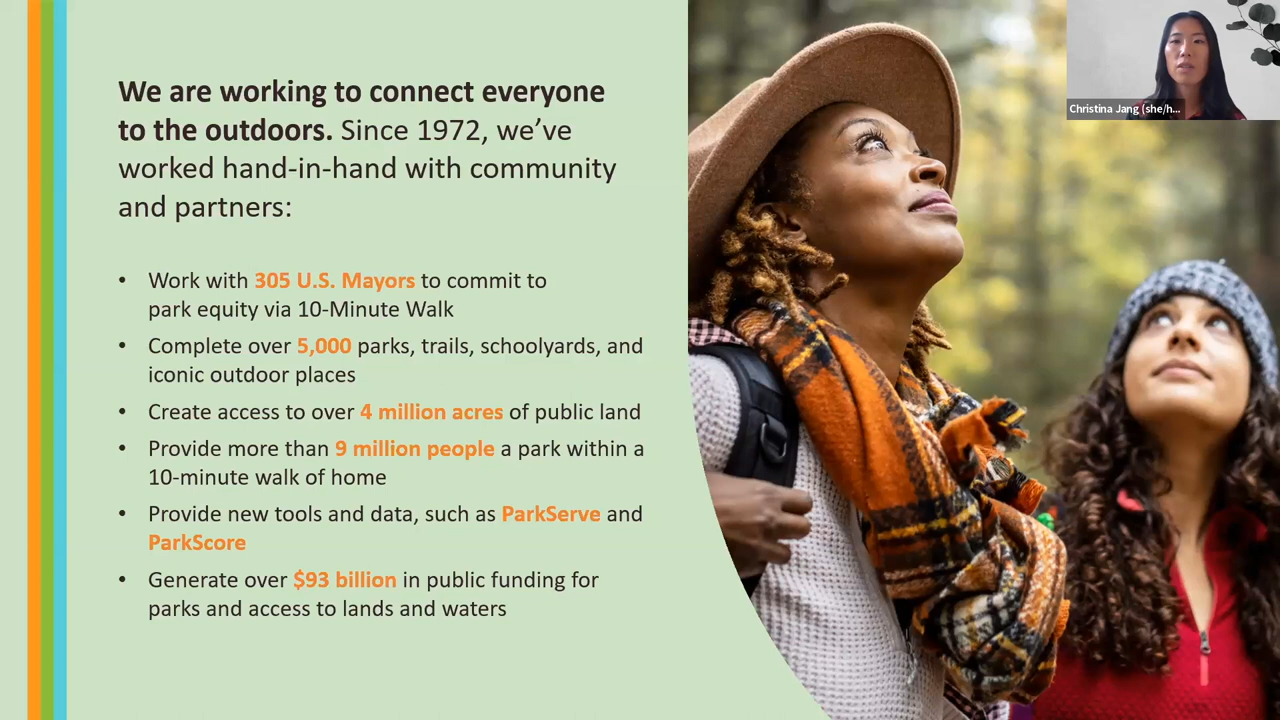 We are working to connect everyone
to the outdoors. Since 1972, we've
worked hand-in-hand with community
and partners:
• Work with 305 U.S. Mayors to commit to
park equity via 10-Minute Walk
• Complete over 5,000 parks, trails, schoolyards, and
iconic outdoor places
• Create access to over 4 million acres of public land
• Provide more than 9 million people a park within a
10-minute walk of home
• Provide new tools and data, such as ParkServe and
ParkScore
• Generate over $93 billion in public funding for
parks and access to lands and waters
Christina Jang (she/h...